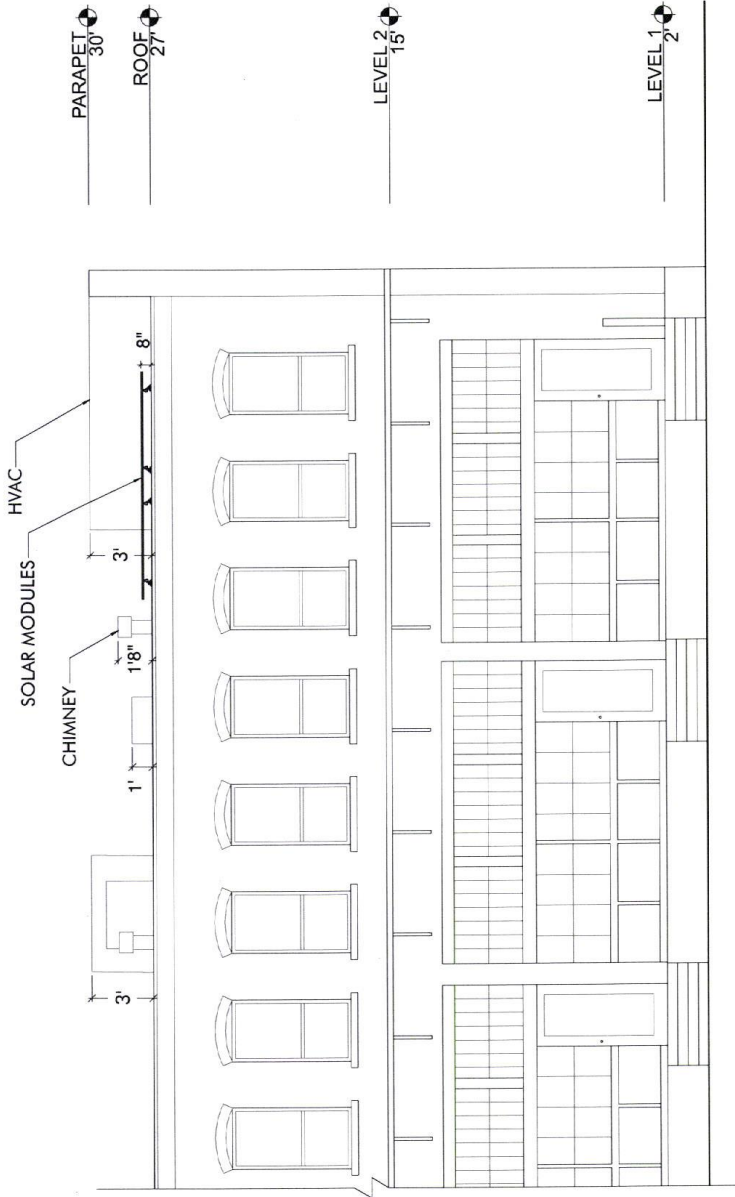 HVAC
SOLAR MODULES
CHIMNEY
3'
1'
1'8"
3'
8"
PARAPET
30'
ROOF
27'
LEVEL 2
15'
LEVEL 1
2'